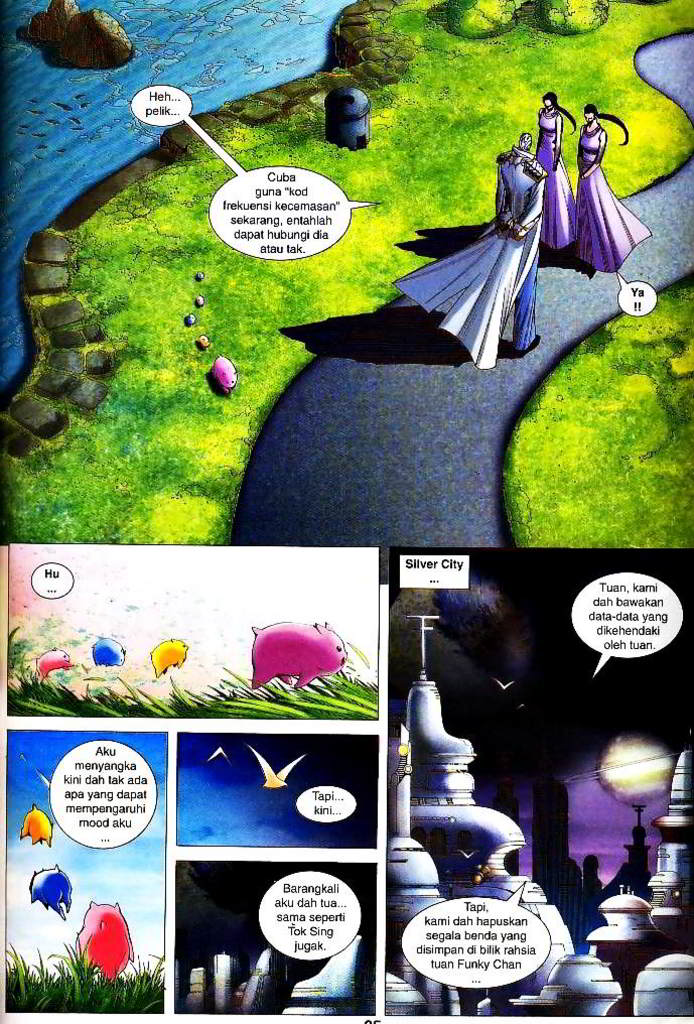 Heh...
pelik...
Cuba
guna "kod
frekuensi kecemasan"
sekarang, entahlah
dapat hubungi dia
atau tak.
Ya
!!
Hu
...
Silver City
...
Tuan, kami
dah bawakan
data-data yang
dikehendaki
oleh tuan.
Aku
menyangka
kini dah tak ada
apa yang dapat
mempengaruhi
mood aku
...
Tapi...
kini...
Barangkali
aku dah tua...
sama seperti
Tok Sing
jugak.
Tapi,
kami dah hapuskan
segala benda yang
disimpan di bilik rahsia
tuan Funky Chan
...